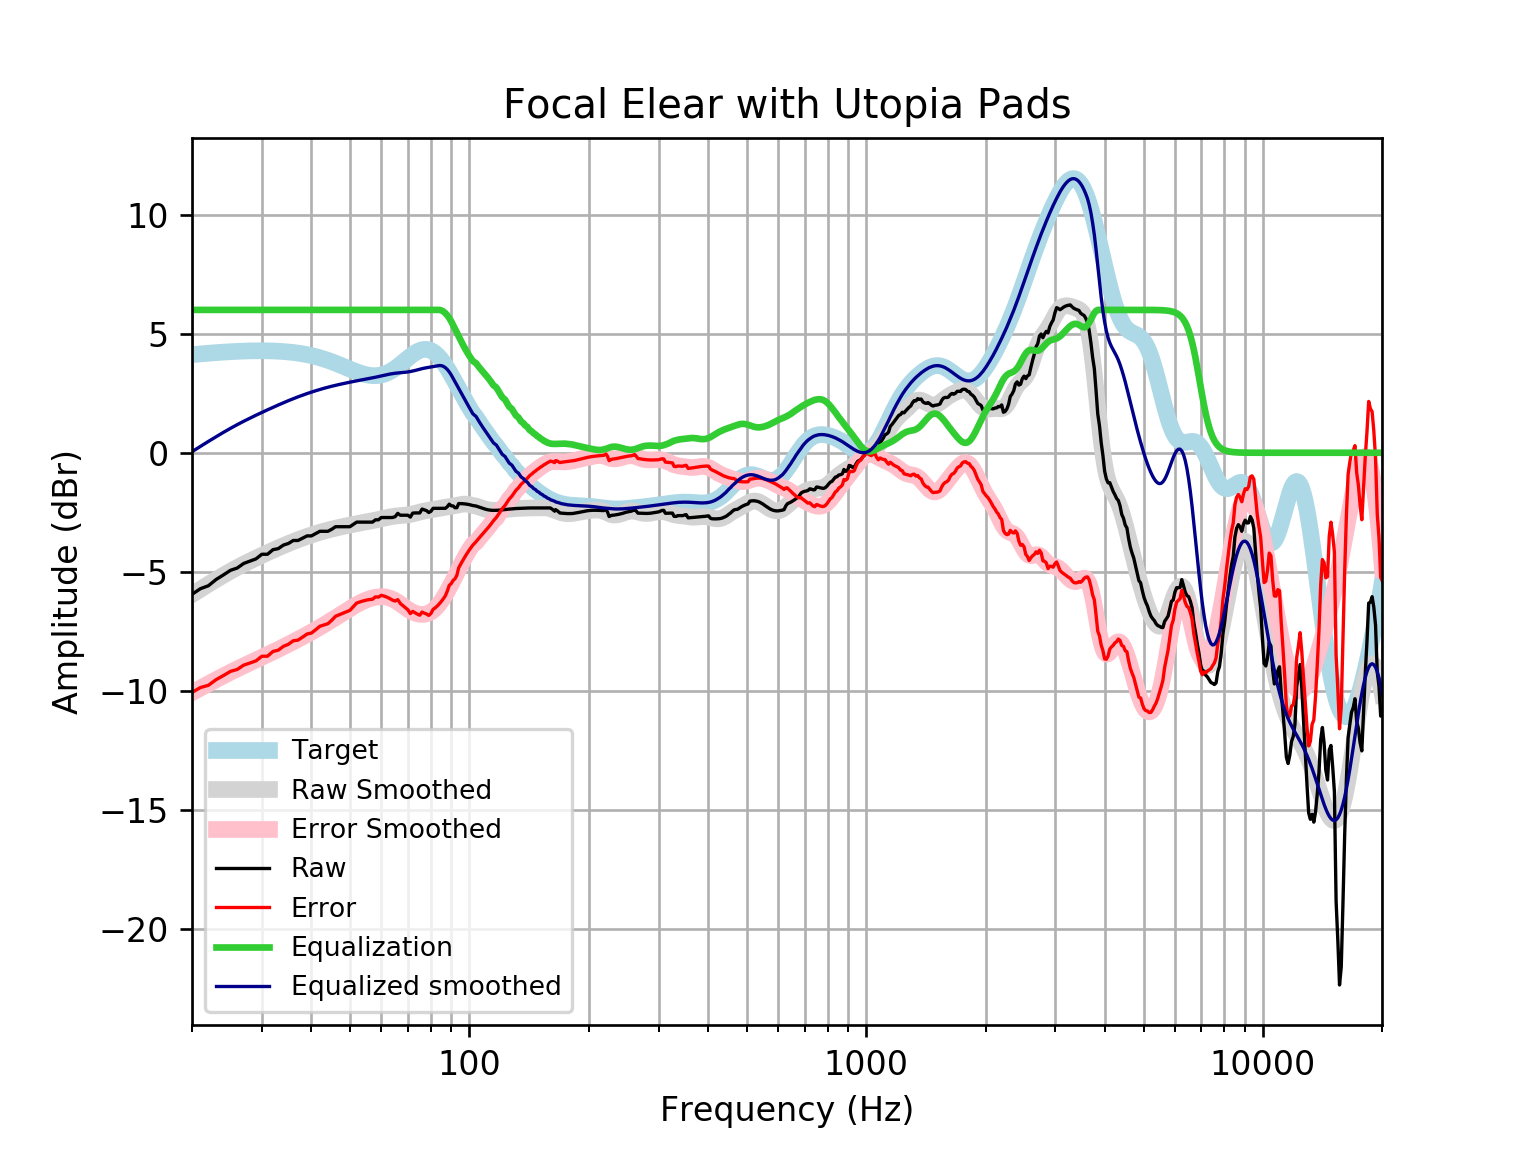 Focal Elear with Utopia Pads
Amplitude (dBr)
10
5
0
−5
−10
−15
−20
Target
Raw Smoothed
Error Smoothed
Raw
Error
Equalization
Equalized smoothed
100
1000
10000
Frequency (Hz)